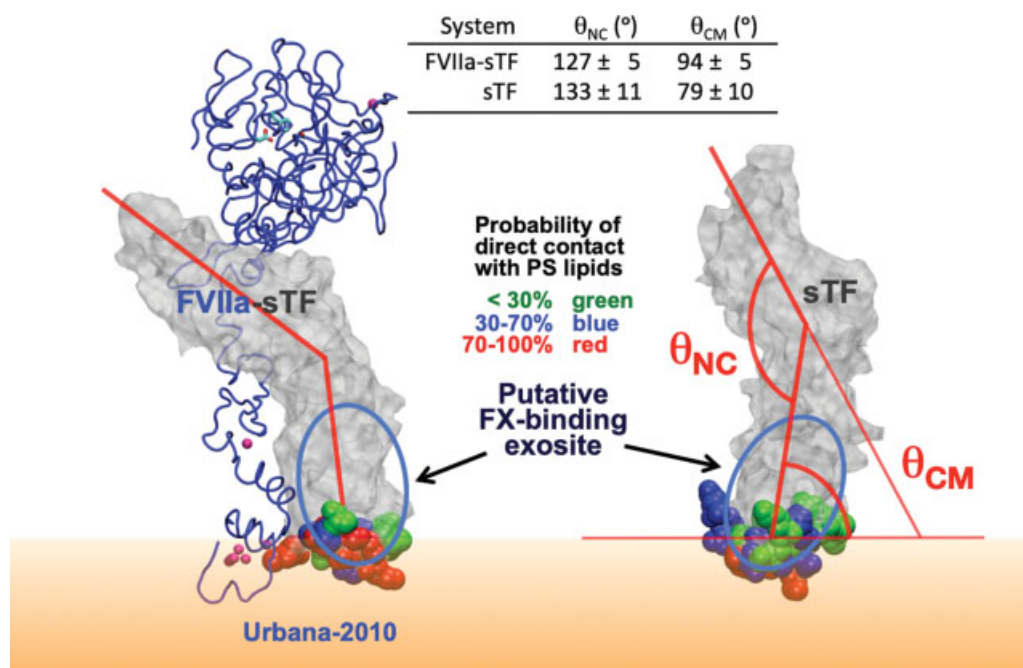 System θNC (°) θCM (°)
FVIIa-sTF 127 ± 5 94 ± 5
sTF 133 ± 11 79 ± 10
Probability of
direct contact
with PS lipids
< 30% green
30-70% blue
70-100% red
FVIIa-sTF
sTF
θNC
Putative
FX-binding
exosite
θCM
Urbana-2010